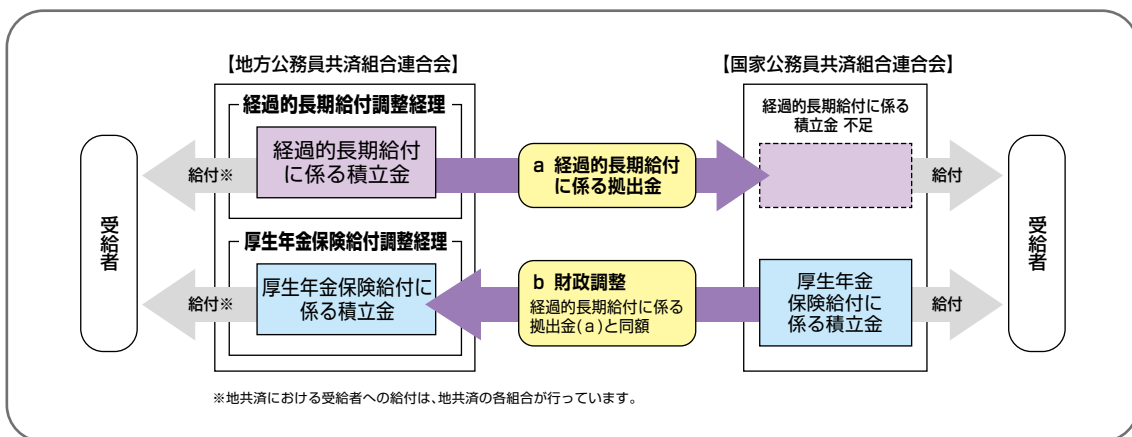 【地方公務員共済組合連合会】
【国家公務員共済組合連合会】
経過的長期給付調整経理
経過的長期給付
に係る積立金
給付※
受給者
a 経過的長期給付
に係る拠出金
経過的長期給付に係る
積立金 不足
給付
受給者
厚生年金保険給付調整経理
厚生年金保険給付に
係る積立金
給付※
b 財政調整
経過的長期給付に係る
拠出金(a)と同額
厚生年金
保険給付に
係る積立金
給付
※地共済における受給者への給付は、地共済の各組合が行っています。